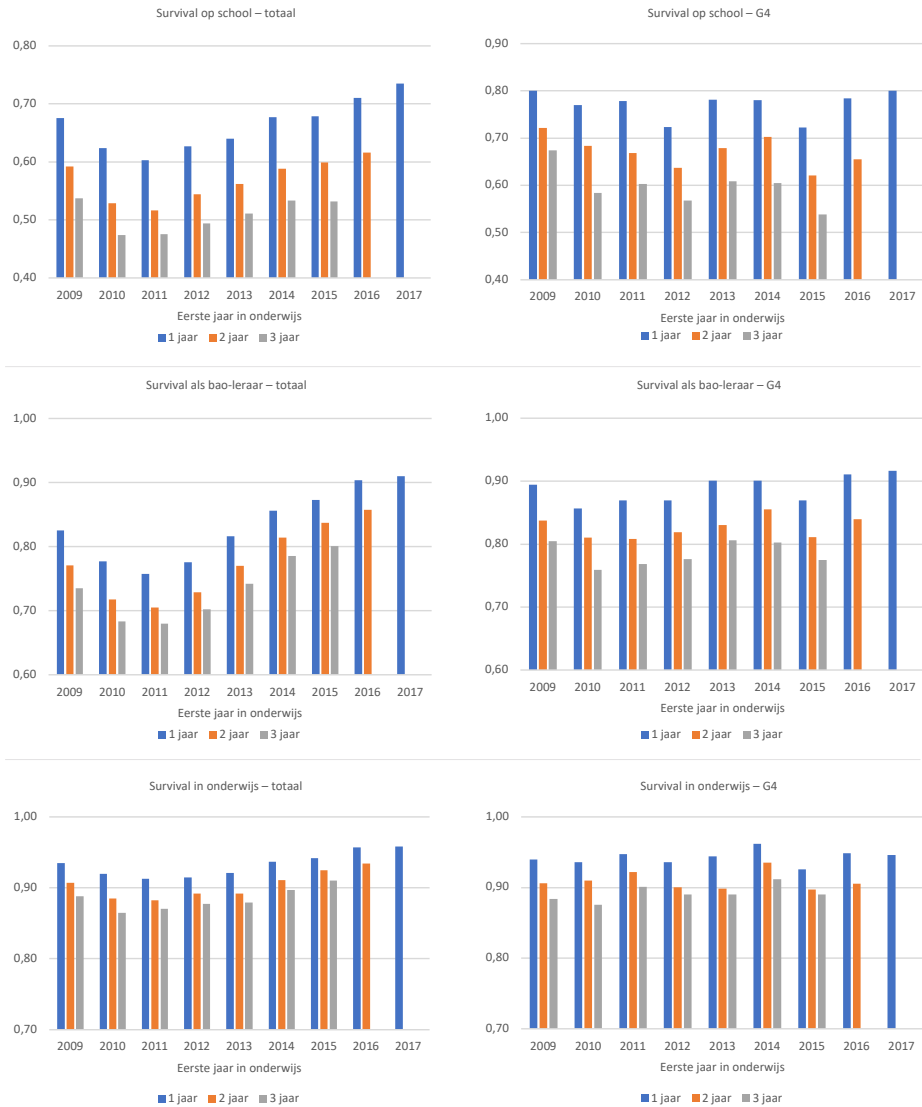 Survival op school – totaal
0,80
0,70
0,60
0,50
0,40
2009 2010 2011 2012 2013 2014 2015 2016 2017
Eerste jaar in onderwijs
1 jaar 2 jaar 3 jaar
Survival op school – G4
0,90
0,80
0,70
0,60
0,50
0,40
2009 2010 2011 2012 2013 2014 2015 2016 2017
Eerste jaar in onderwijs
1 jaar 2 jaar 3 jaar
Survival als bao-leraar – totaal
1,00
0,90
0,80
0,70
0,60
2009 2010 2011 2012 2013 2014 2015 2016 2017
Eerste jaar in onderwijs
1 jaar 2 jaar 3 jaar
Survival als bao-leraar – G4
1,00
0,90
0,80
0,70
0,60
2009 2010 2011 2012 2013 2014 2015 2016 2017
Eerste jaar in onderwijs
1 jaar 2 jaar 3 jaar
Survival in onderwijs – totaal
1,00
0,90
0,80
0,70
2009 2010 2011 2012 2013 2014 2015 2016 2017
Eerste jaar in onderwijs
1 jaar 2 jaar 3 jaar
Survival in onderwijs – G4
1,00
0,90
0,80
0,70
2009 2010 2011 2012 2013 2014 2015 2016 2017
Eerste jaar in onderwijs
1 jaar 2 jaar 3 jaar